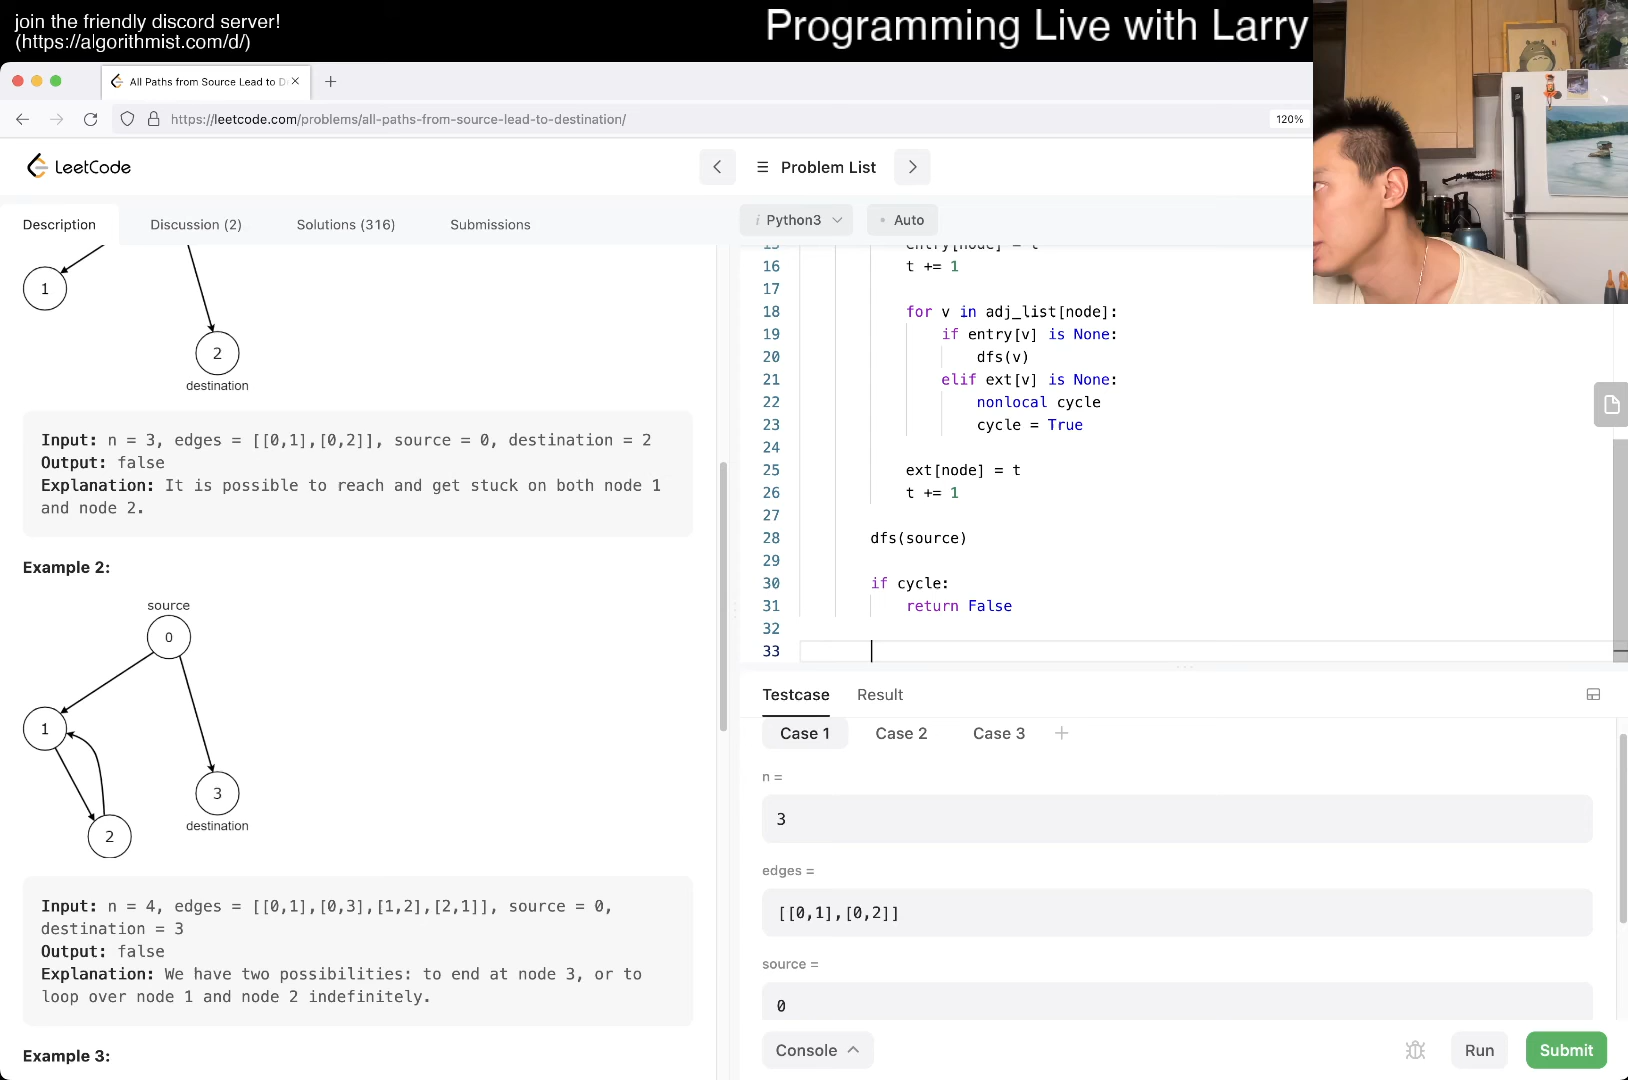 join the friendly discord server!
(https://algorithmist.com/d/)
Programming Live with Larry
All Paths from Source Lead to D
https://leetcode.com/problems/all-paths-from-source-lead-to-destination/
120%
LeetCode
Problem List
Description
Discussion (2)
Solutions (316)
Submissions
1
2
destination
Input: n = 3, edges = [[0,1],[0,2]], source = 0, destination = 2
Output: false
Explanation: It is possible to reach and get stuck on both node 1
and node 2.
Example 2:
source
0
1
3
destination
2
Input: n = 4, edges = [[0,1],[0,3],[1,2],[2,1]], source = 0,
destination = 3
Output: false
Explanation: We have two possibilities: to end at node 3, or to
loop over node 1 and node 2 indefinitely.
Example 3:
i Python3
Auto
15 entry[node] = t
16 t += 1
17
18 for v in adj_list[node]:
19 if entry[v] is None:
20 dfs(v)
21 elif ext[v] is None:
22 nonlocal cycle
23 cycle = True
24
25 ext[node] = t
26 t += 1
27
28 dfs(source)
29
30 if cycle:
31 return False
32
33
Testcase
Result
Case 1
Case 2
Case 3
n =
3
edges =
[[0,1],[0,2]]
source =
0
Console
Run
Submit